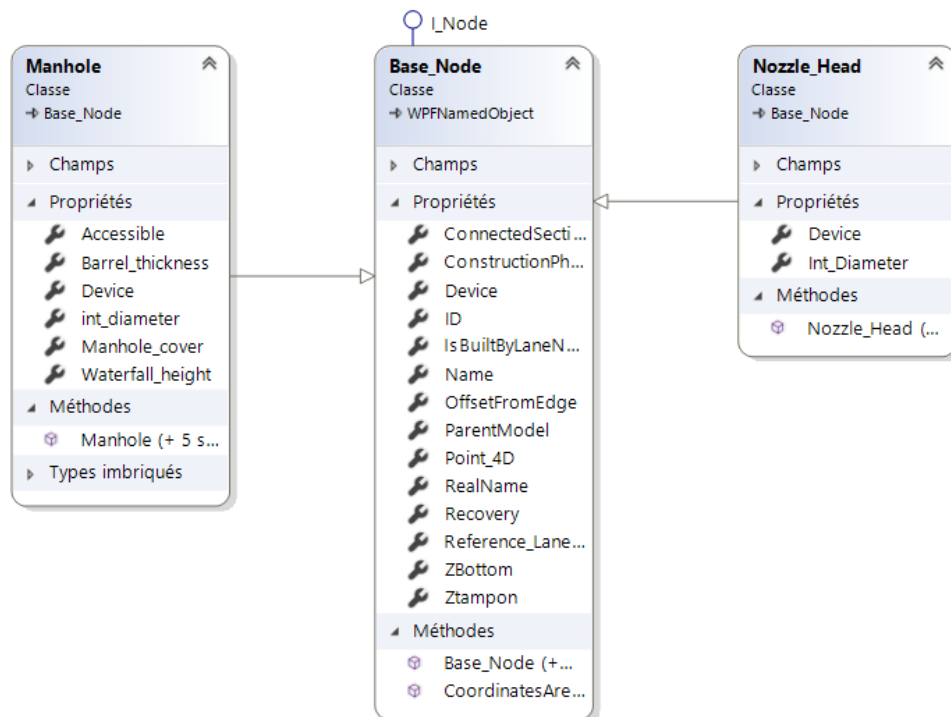 I_Node
Manhole
Classe
Base_Node
Champs
Propriétés
Accessible
Barrel_thickness
Device
int_diameter
Manhole_cover
Waterfall_height
Méthodes
Manhole (+ 5 s...
Types imbriqués
Base_Node
Classe
WPFNamedObject
Champs
Propriétés
ConnectedSecti...
ConstructionPh...
Device
ID
IsBuiltByLaneN...
Name
OffsetFromEdge
ParentModel
Point_4D
RealName
Recovery
Reference_Lane...
ZBottom
Ztampon
Méthodes
Base_Node (+...
CoordinatesAre...
Nozzle_Head
Classe
Base_Node
Champs
Propriétés
Device
Int_Diameter
Méthodes
Nozzle_Head (...